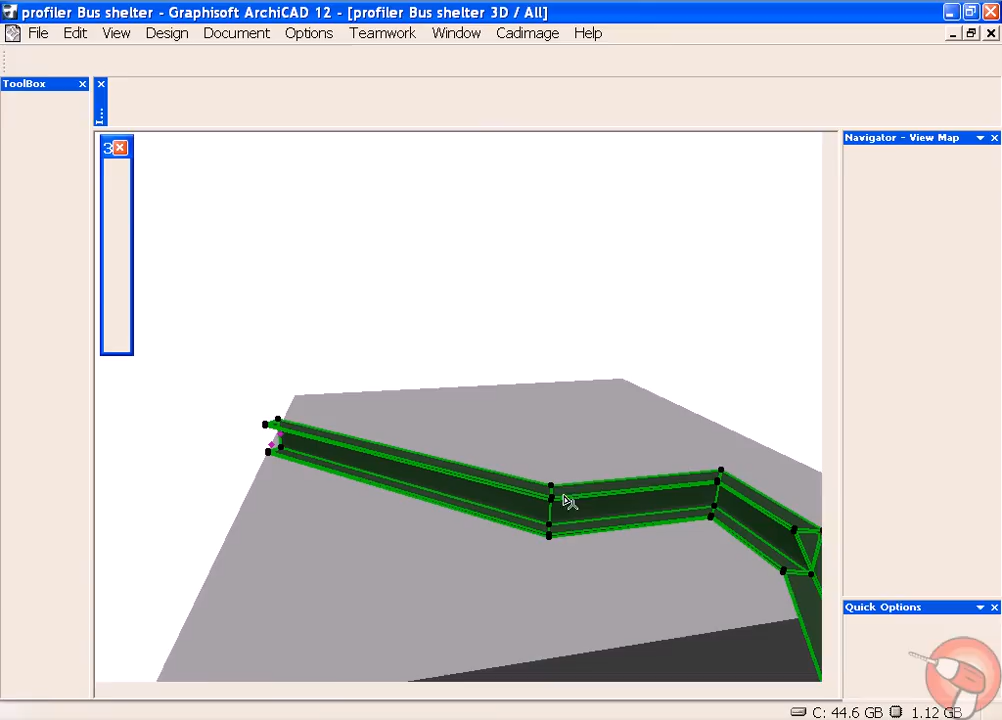 profiler Bus shelter - Graphisoft ArchiCAD 12 - [profiler Bus shelter 3D / All]
File Edit View Design Document Options Teamwork Window Cadimage Help
ToolBox
3
Navigator - View Map
Quick Options
C: 44.6 GB 1.12 GB